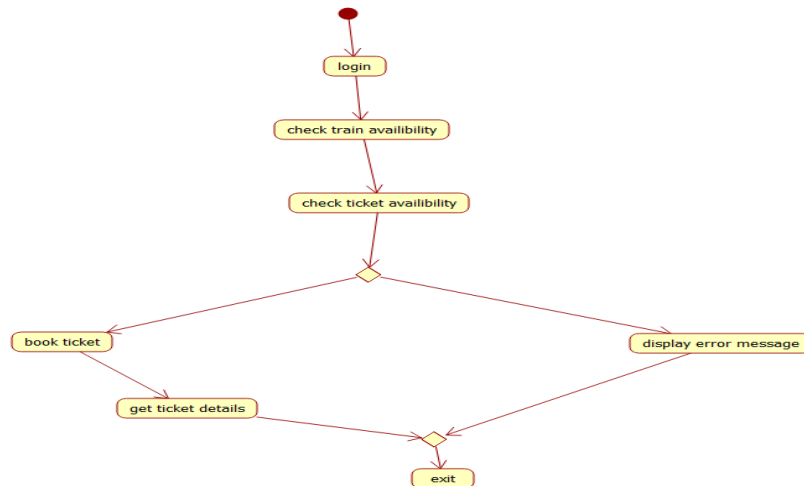 login
check train availibility
check ticket availibility
book ticket
display error message
get ticket details
exit